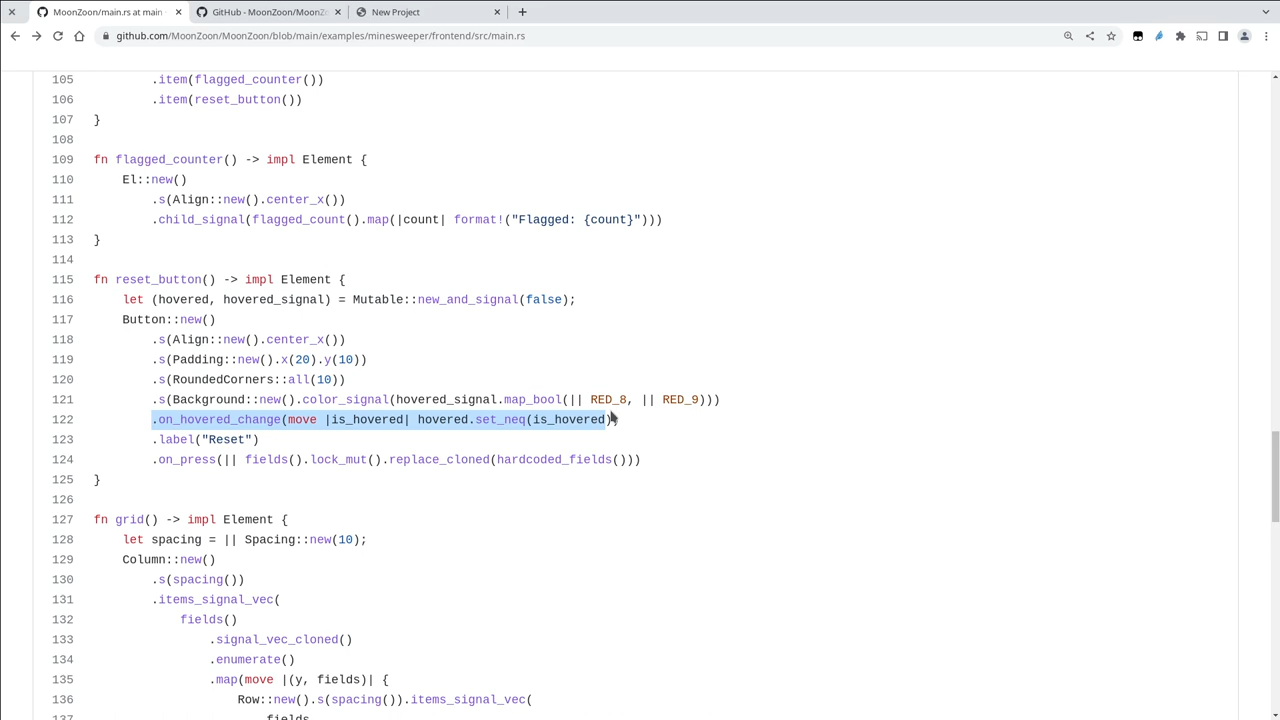 MoonZoon/main.rs at main
GitHub - MoonZoon/MoonZ
New Project
github.com/MoonZoon/MoonZoon/blob/main/examples/minesweeper/frontend/src/main.rs
105 .item(flagged_counter())
106 .item(reset_button())
107 }
108
109 fn flagged_counter() -> impl Element {
110 El::new()
111 .s(Align::new().center_x())
112 .child_signal(flagged_count().map(|count| format!("Flagged: {count}")))
113 }
114
115 fn reset_button() -> impl Element {
116 let (hovered, hovered_signal) = Mutable::new_and_signal(false);
117 Button::new()
118 .s(Align::new().center_x())
119 .s(Padding::new().x(20).y(10))
120 .s(RoundedCorners::all(10))
121 .s(Background::new().color_signal(hovered_signal.map_bool(|| RED_8, || RED_9)))
122 .on_hovered_change(move |is_hovered| hovered.set_neq(is_hovered))
123 .label("Reset")
124 .on_press(|| fields().lock_mut().replace_cloned(hardcoded_fields()))
125 }
126
127 fn grid() -> impl Element {
128 let spacing = || Spacing::new(10);
129 Column::new()
130 .s(spacing())
131 .items_signal_vec(
132 fields()
133 .signal_vec_cloned()
134 .enumerate()
135 .map(move |(y, fields)| {
136 Row::new().s(spacing()).items_signal_vec(
137 fields